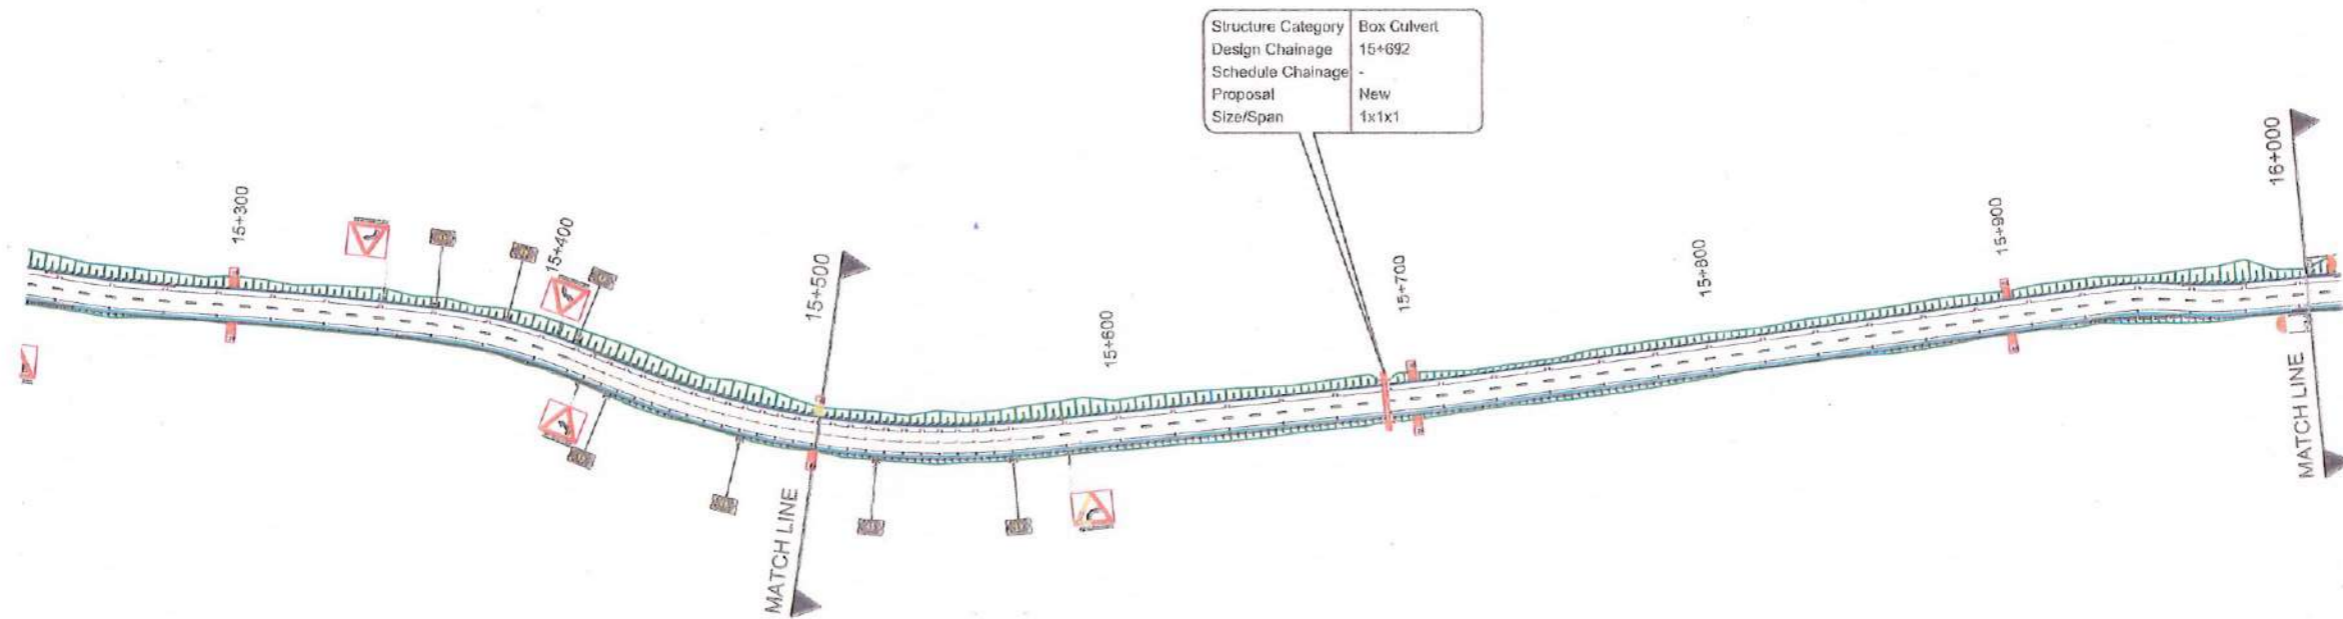 Structure Category Box Culvert
Design Chainage 15+692
Schedule Chainage -
Proposal New
Size/Span 1x1x1
15+300
15+400
15+500
15+600
15+700
15+800
15+900
16+000
MATCH LINE
MATCH LINE